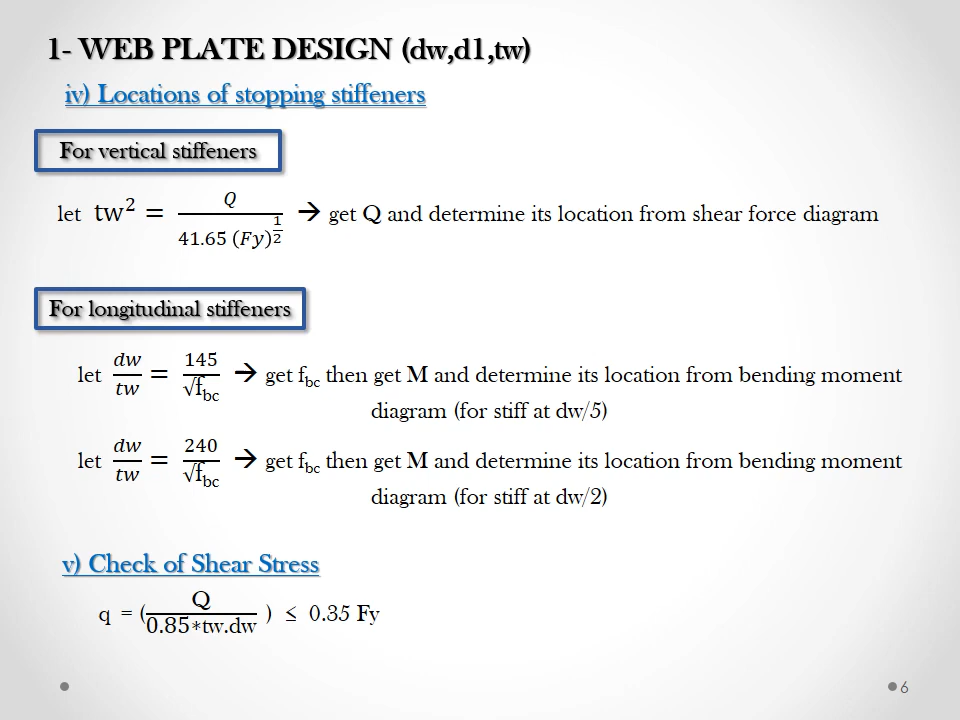 1- WEB PLATE DESIGN (dw,d1,tw)
iv) Locations of stopping stiffeners
For vertical stiffeners
let tw² = Q / 41.65 (Fy)^(1/2) → get Q and determine its location from shear force diagram
For longitudinal stiffeners
let dw/tw = 145/√f_bc → get f_bc then get M and determine its location from bending moment
diagram (for stiff at dw/5)
let dw/tw = 240/√f_bc → get f_bc then get M and determine its location from bending moment
diagram (for stiff at dw/2)
v) Check of Shear Stress
q = (Q / 0.85*tw.dw) ≤ 0.35 Fy
6